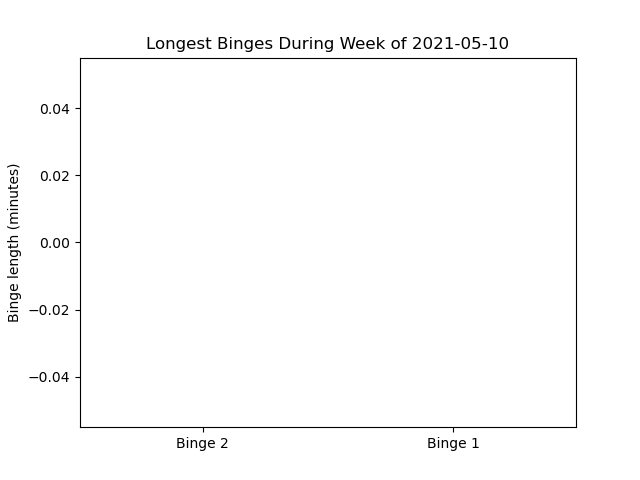 Longest Binges During Week of 2021-05-10
Binge length (minutes)
0.04
0.02
0.00
−0.02
−0.04
Binge 2 Binge 1